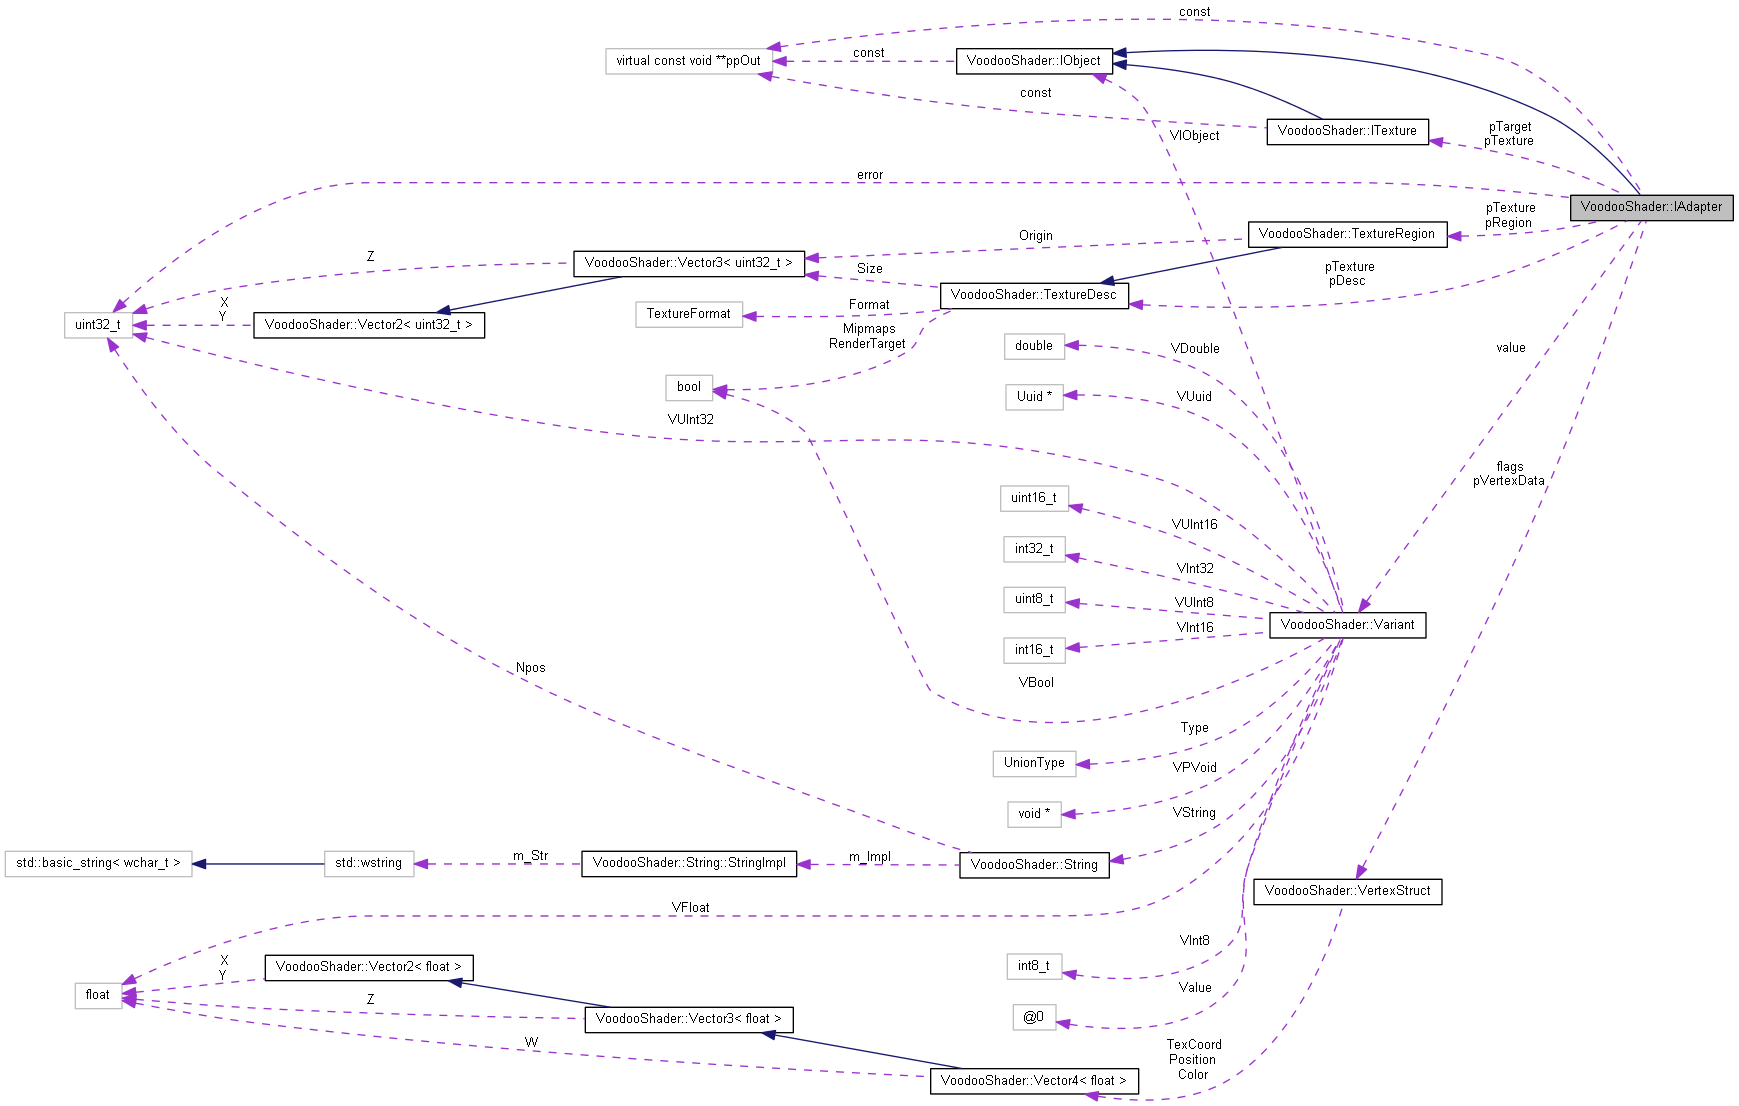 const
virtual const void **ppOut
const
VoodooShader::IObject
const
VoodooShader::ITexture
pTarget
pTexture
VIObject
error
VoodooShader::IAdapter
pTexture
pRegion
VoodooShader::TextureRegion
Origin
Z
VoodooShader::Vector3< uint32_t >
Size
pTexture
pDesc
VoodooShader::TextureDesc
X
Y
uint32_t
VoodooShader::Vector2< uint32_t >
TextureFormat
Format
Mipmaps
RenderTarget
double
VDouble
value
bool
Uuid *
VUuid
VUInt32
flags
pVertexData
uint16_t
VUInt16
int32_t
VInt32
uint8_t
VUInt8
VoodooShader::Variant
int16_t
VInt16
Npos
VBool
Type
UnionType
VPVoid
void *
VString
std::basic_string< wchar_t >
std::wstring
m_Str
VoodooShader::String::StringImpl
m_Impl
VoodooShader::String
VoodooShader::VertexStruct
VFloat
VInt8
X
Y
VoodooShader::Vector2< float >
int8_t
float
Z
Value
VoodooShader::Vector3< float >
@0
W
TexCoord
Position
Color
VoodooShader::Vector4< float >